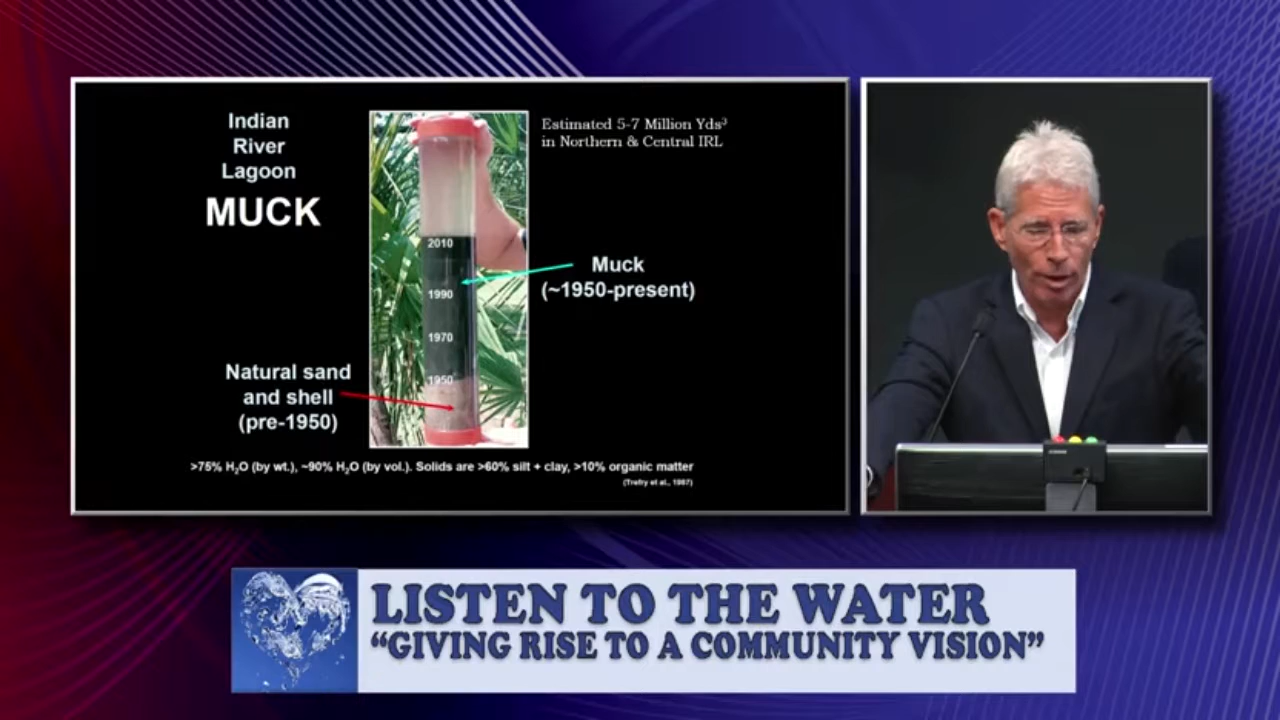 Indian
River
Lagoon
MUCK
Estimated 5-7 Million Yds³
in Northern & Central IRL
2010
1990
1970
1950
Muck
(~1950-present)
Natural sand
and shell
(pre-1950)
>75% H₂O (by wt.), ~90% H₂O (by vol.). Solids are >60% silt + clay, >10% organic matter
(Trefry et al., 1987)
LISTEN TO THE WATER
“GIVING RISE TO A COMMUNITY VISION”